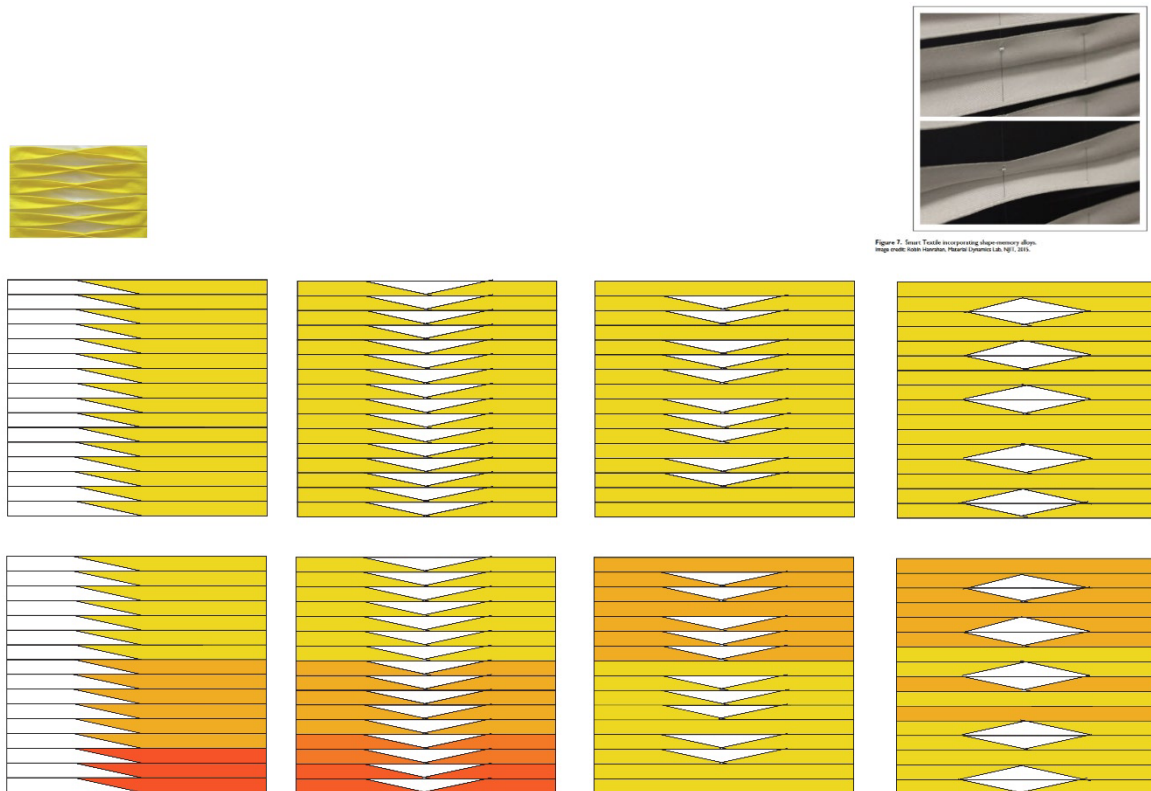 Figure 7. Smart Textile incorporating shape-memory alloys.
Image credit: Robin Hanrahan, Material Dynamics Lab, NJIT, 2015.